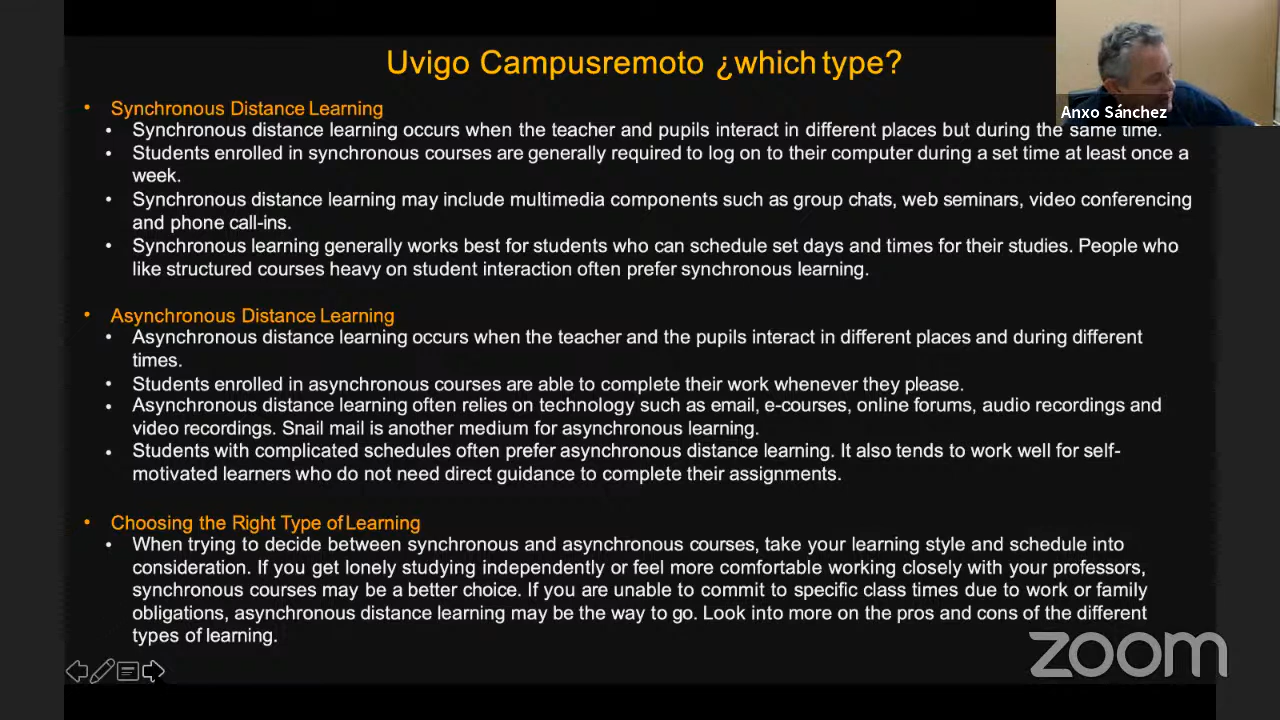 Uvigo Campusremoto ¿which type?
Anxo Sánchez
• Synchronous Distance Learning
• Synchronous distance learning occurs when the teacher and pupils interact in different places but during the same time.
• Students enrolled in synchronous courses are generally required to log on to their computer during a set time at least once a
week.
• Synchronous distance learning may include multimedia components such as group chats, web seminars, video conferencing
and phone call-ins.
• Synchronous learning generally works best for students who can schedule set days and times for their studies. People who
like structured courses heavy on student interaction often prefer synchronous learning.
• Asynchronous Distance Learning
• Asynchronous distance learning occurs when the teacher and the pupils interact in different places and during different
times.
• Students enrolled in asynchronous courses are able to complete their work whenever they please.
• Asynchronous distance learning often relies on technology such as email, e-courses, online forums, audio recordings and
video recordings. Snail mail is another medium for asynchronous learning.
• Students with complicated schedules often prefer asynchronous distance learning. It also tends to work well for self-
motivated learners who do not need direct guidance to complete their assignments.
• Choosing the Right Type of Learning
• When trying to decide between synchronous and asynchronous courses, take your learning style and schedule into
consideration. If you get lonely studying independently or feel more comfortable working closely with your professors,
synchronous courses may be a better choice. If you are unable to commit to specific class times due to work or family
obligations, asynchronous distance learning may be the way to go. Look into more on the pros and cons of the different
types of learning.
zoom